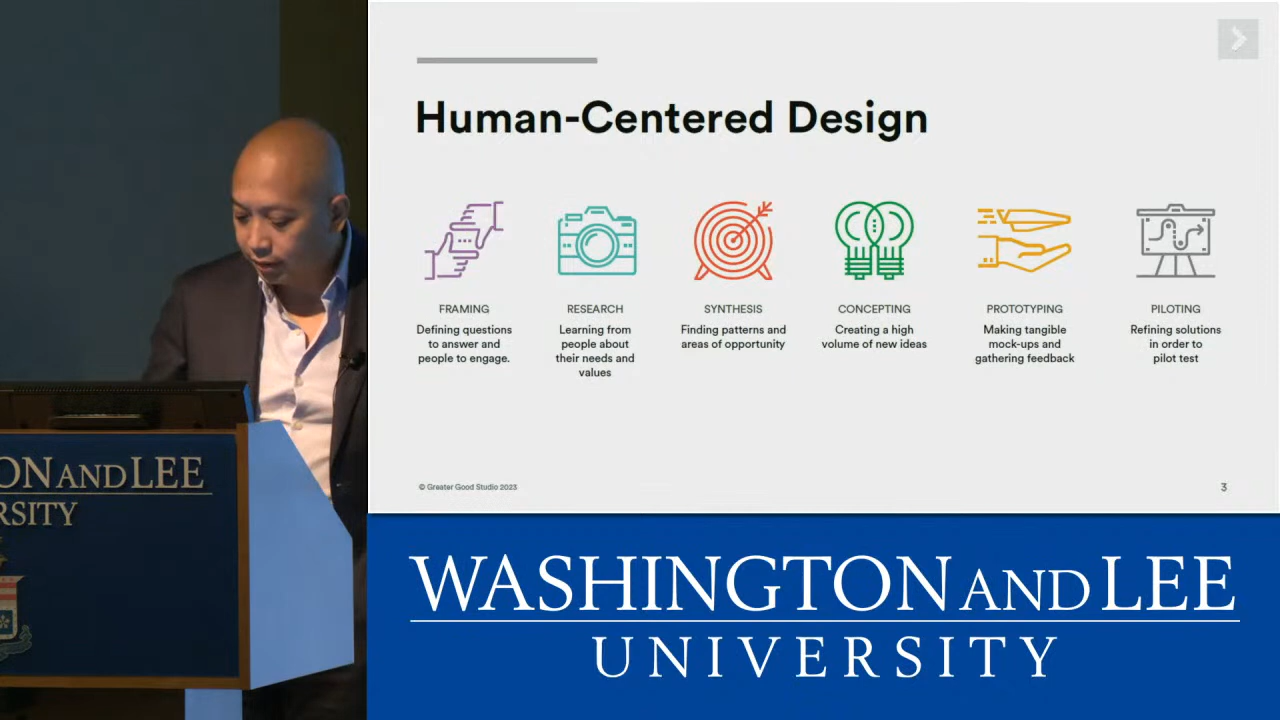 Human-Centered Design
FRAMING
Defining questions
to answer and
people to engage.
RESEARCH
Learning from
people about
their needs and
values
SYNTHESIS
Finding patterns and
areas of opportunity
CONCEPTING
Creating a high
volume of new ideas
PROTOTYPING
Making tangible
mock-ups and
gathering feedback
PILOTING
Refining solutions
in order to
pilot test
© Greater Good Studio 2023
3
WASHINGTON AND LEE
UNIVERSITY
ON AND LEE
RSITY